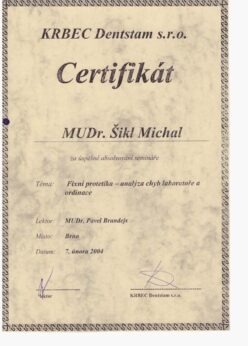 KRBEC Dentstam s.r.o.
Certifikát
MUDr. Šikl Michal
za úspěšné absolvování semináře
Téma: Fixní protetika – analýza chyb laboratoře a
ordinace
Lektor: MUDr. Pavel Brandejs
Místo: Brno
Datum: 7. února 2004
Lektor KRBEC Dentstam s.r.o.